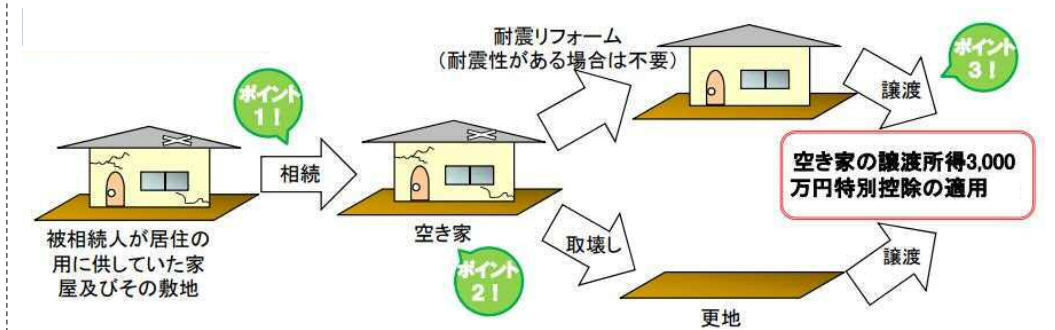 耐震リフォーム
（耐震性がある場合は不要）
ポイント
1！
相続
ポイント
3！
譲渡
空き家の譲渡所得3,000
万円特別控除の適用
被相続人が居住の
用に供していた家
屋及びその敷地
空き家
ポイント
2！
取壊し
譲渡
更地